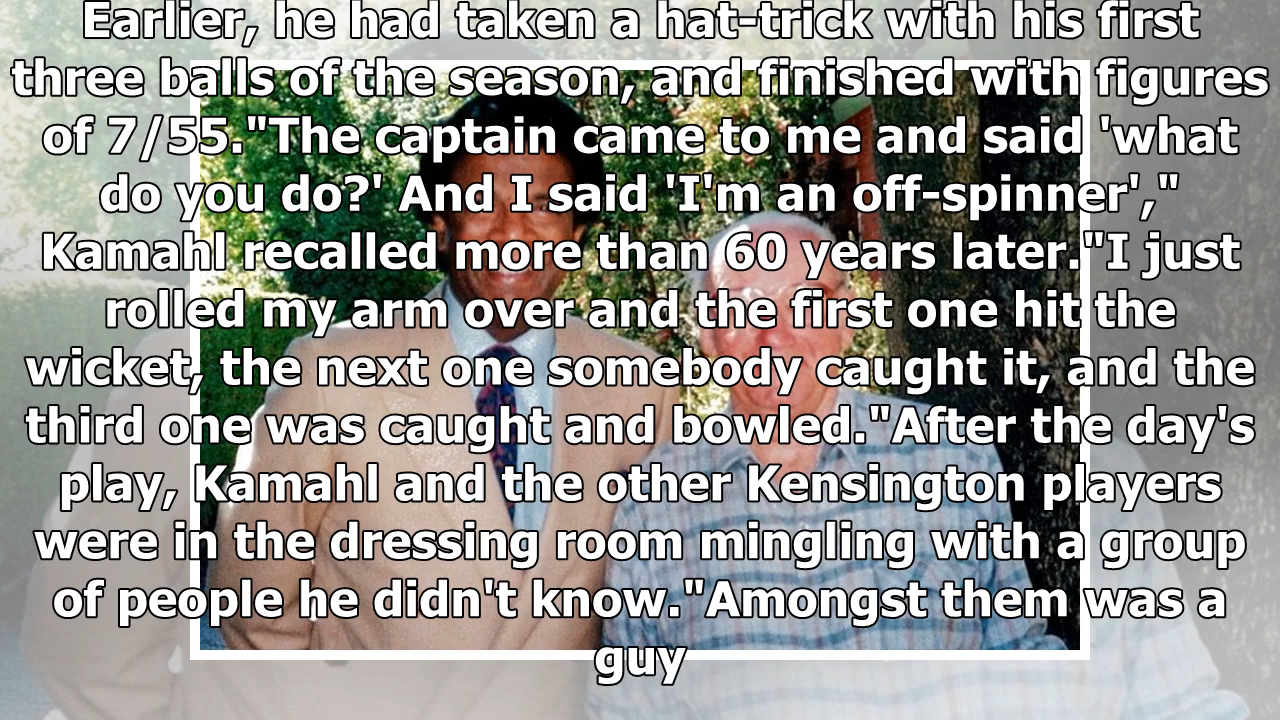 Earlier, he had taken a hat-trick with his first
three balls of the season, and finished with figures
of 7/55."The captain came to me and said 'what
do you do?' And I said 'I'm an off-spinner',"
Kamahl recalled more than 60 years later."I just
rolled my arm over and the first one hit the
wicket, the next one somebody caught it, and the
third one was caught and bowled."After the day's
play, Kamahl and the other Kensington players
were in the dressing room mingling with a group
of people he didn't know."Amongst them was a
guy